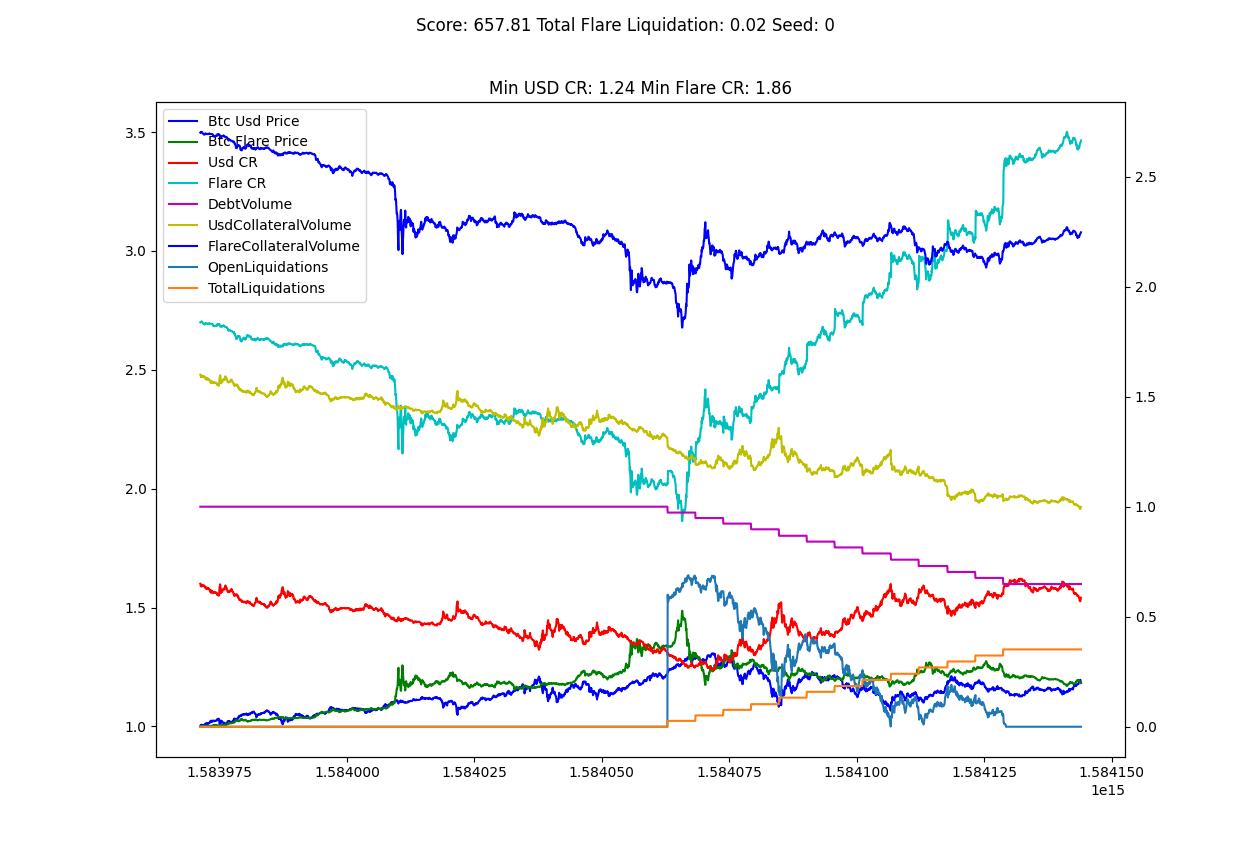 Score: 657.81 Total Flare Liquidation: 0.02 Seed: 0
Min USD CR: 1.24 Min Flare CR: 1.86
Btc Usd Price
Btc Flare Price
Usd CR
Flare CR
DebtVolume
UsdCollateralVolume
FlareCollateralVolume
OpenLiquidations
TotalLiquidations
3.5
3.0
2.5
2.0
1.5
1.0
2.5
2.0
1.5
1.0
0.5
0.0
1.583975 1.584000 1.584025 1.584050 1.584075 1.584100 1.584125 1.584150
1e15